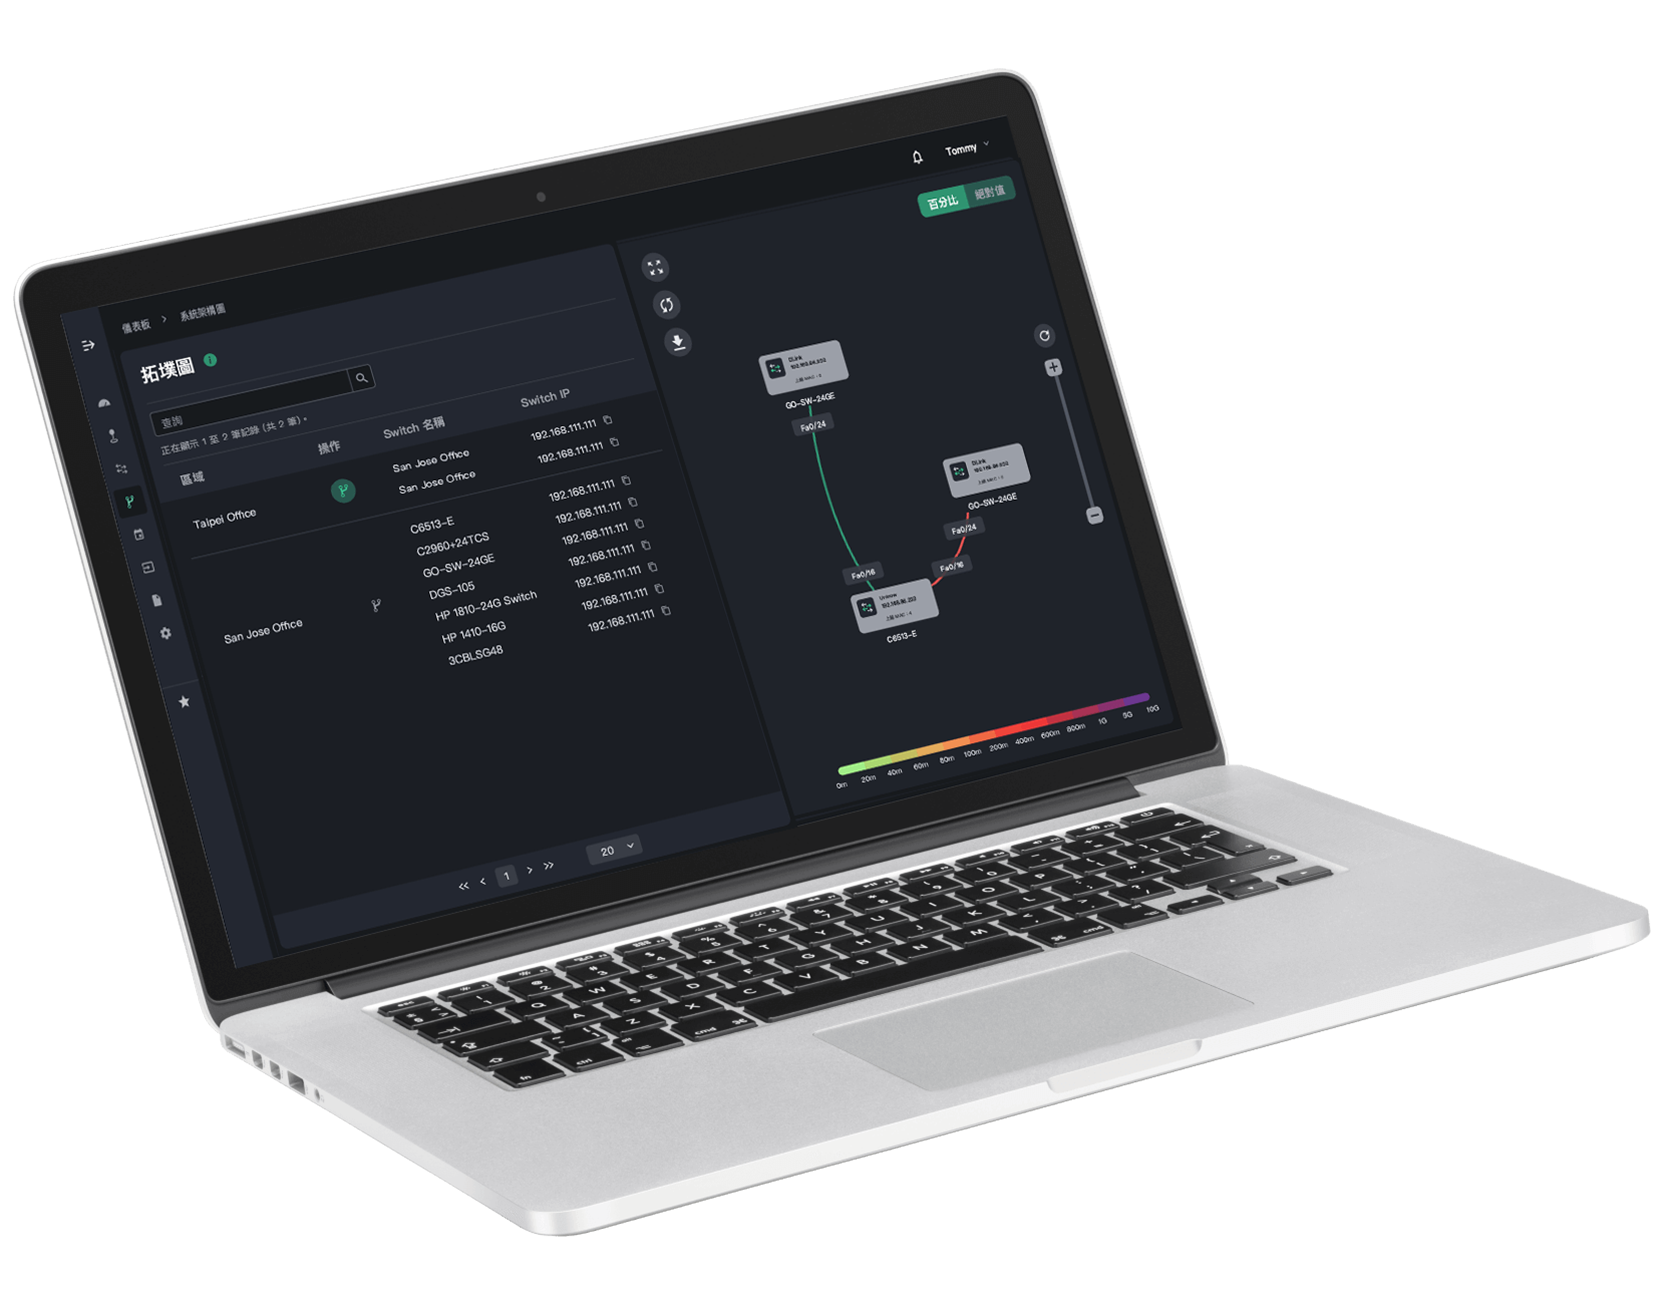 Tommy
百分比 絕對值
儀表板 > 系統架構圖
拓墣圖
查詢
正在顯示 1 至 2 筆記錄 (共 2 筆)。
區域 操作 Switch 名稱 Switch IP
Taipei Office
San Jose Office 192.168.111.111
San Jose Office 192.168.111.111
San Jose Office
C6513-E 192.168.111.111
C2960+24TCS 192.168.111.111
GO-SW-24GE 192.168.111.111
DGS-105 192.168.111.111
HP 1810-24G Switch 192.168.111.111
HP 1410-16G 192.168.111.111
3CBLSG48 192.168.111.111
<< < 1 > >> 20
DLink
GO-SW-24GE
Fa0/24
DLink
GO-SW-24GE
Fa0/24
Fa0/16
Fa0/16
C6513-E
0m 20m 40m 60m 80m 100m 200m 400m 600m 800m 1G 5G 10G